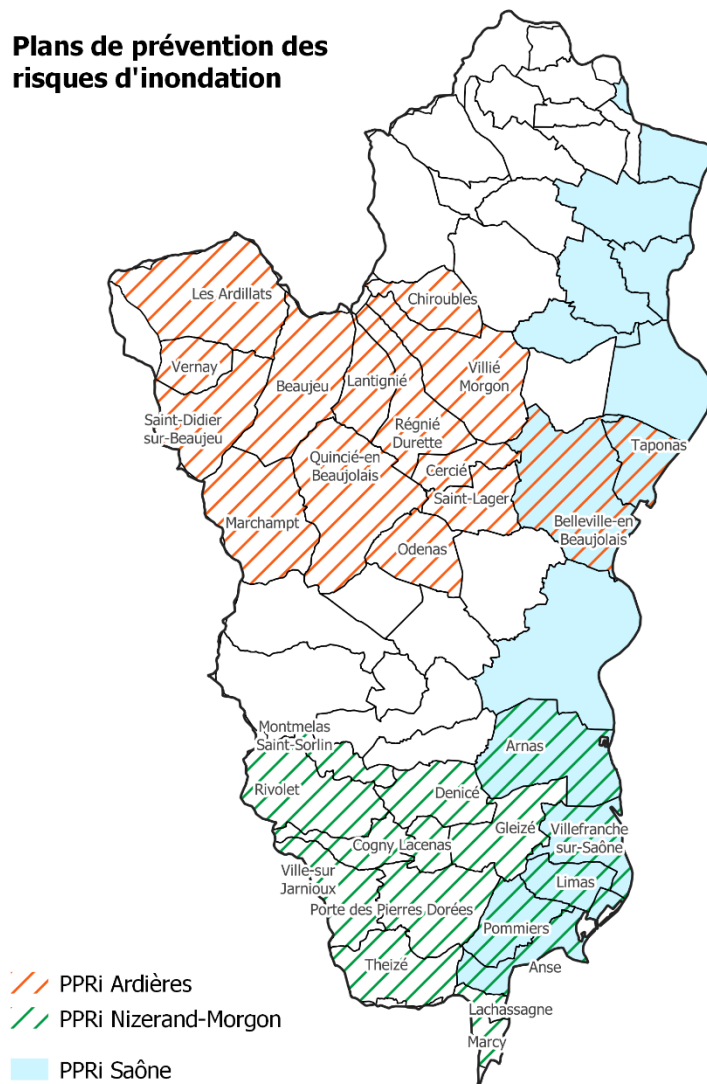 Plans de prévention des
risques d'inondation
Les Ardillats
Chiroubles
Vernay
Beaujeu
Lantignié
Villié
Morgon
Saint-Didier
sur-Beaujeu
Régnié
Durette
Taponas
Quincié-en
Beaujolais
Cercié
Saint-Lager
Marchampt
Belleville-en
Beaujolais
Odenas
Montmelas
Saint-Sorlin
Arnas
Rivolet
Denicé
Gleizé
Villefranche
sur-Saône
Cogny
Lacenas
Ville-sur
Jarnioux
Limas
Porte des Pierres Dorées
Pommiers
Theizé
Anse
Lachassagne
Marcy
PPRi Ardières
PPRi Nizerand-Morgon
PPRi Saône